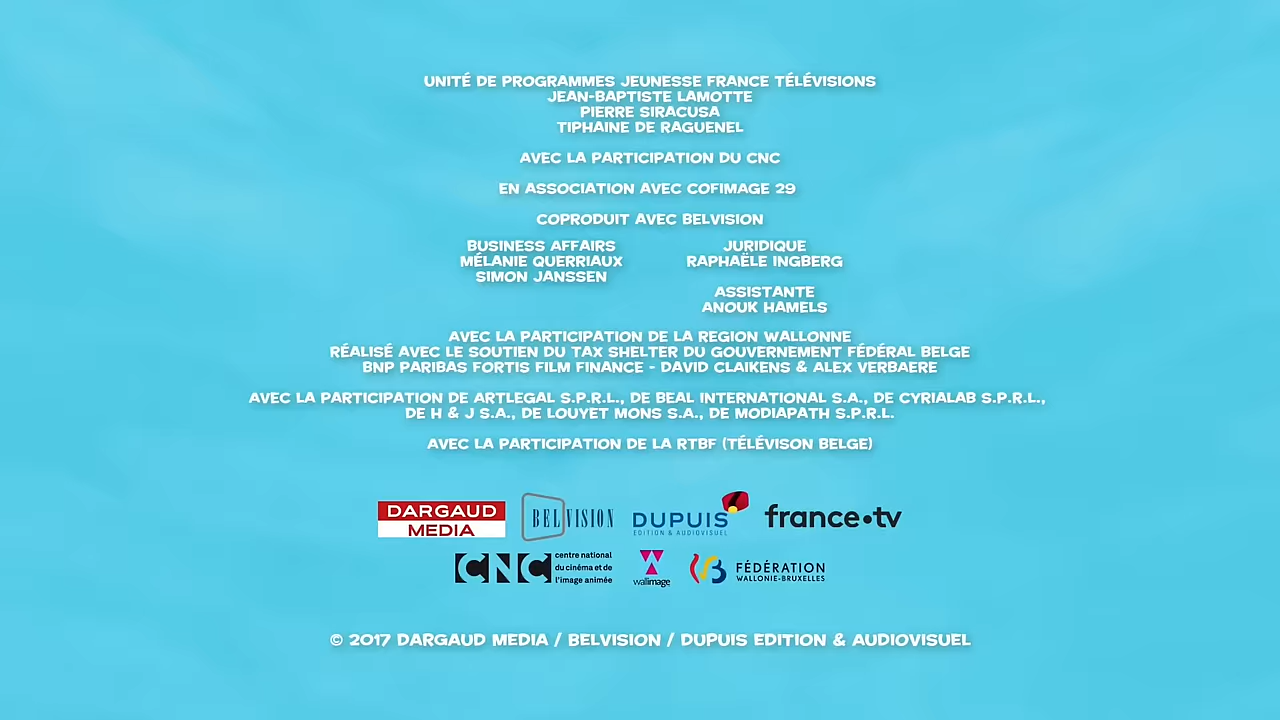 UNITÉ DE PROGRAMMES JEUNESSE FRANCE TÉLÉVISIONS
JEAN-BAPTISTE LAMOTTE
PIERRE SIRACUSA
TIPHAINE DE RAGUENEL
AVEC LA PARTICIPATION DU CNC
EN ASSOCIATION AVEC COFIMAGE 29
COPRODUIT AVEC BELVISION
BUSINESS AFFAIRS
MÉLANIE QUERRIAUX
SIMON JANSSEN
JURIDIQUE
RAPHAËLE INGBERG
ASSISTANTE
ANOUK HAMELS
AVEC LA PARTICIPATION DE LA REGION WALLONNE
RÉALISÉ AVEC LE SOUTIEN DU TAX SHELTER DU GOUVERNEMENT FÉDÉRAL BELGE
BNP PARIBAS FORTIS FILM FINANCE - DAVID CLAIKENS & ALEX VERBAERE
AVEC LA PARTICIPATION DE ARTLEGAL S.P.R.L., DE BEAL INTERNATIONAL S.A., DE CYRIALAB S.P.R.L.,
DE H & J S.A., DE LOUYET MONS S.A., DE MODIAPATH S.P.R.L.
AVEC LA PARTICIPATION DE LA RTBF (TÉLÉVISON BELGE)
DARGAUD
MEDIA
BELVISION
DUPUIS
EDITION & AUDIOVISUEL
france•tv
CNC
centre national
du cinéma et de
l'image animée
wallimage
FÉDÉRATION
WALLONIE-BRUXELLES
© 2017 DARGAUD MEDIA / BELVISION / DUPUIS EDITION & AUDIOVISUEL